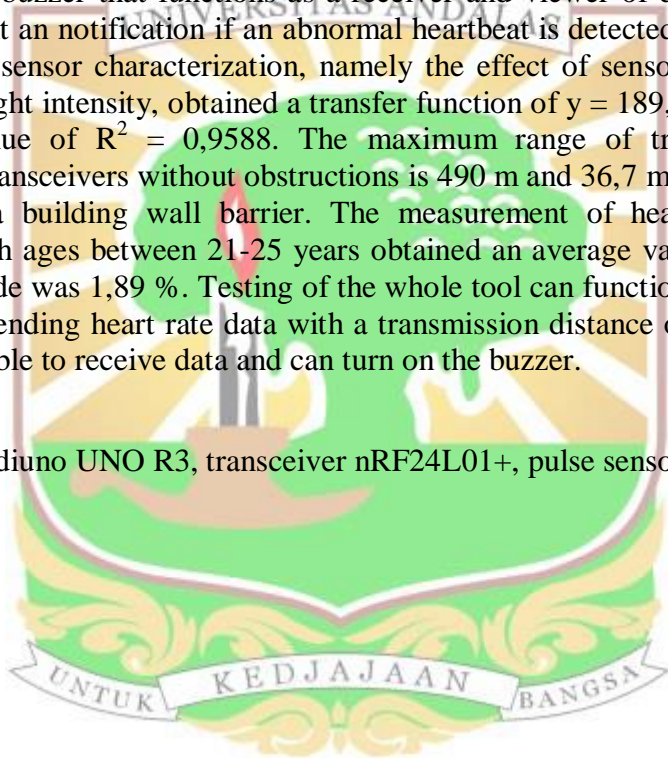 buzzer that functions as a receiver and viewer of
UNIVERSITAS ANDALAS
t an notification if an abnormal heartbeat is detected
sensor characterization, namely the effect of senso
ght intensity, obtained a transfer function of y = 189,
ue of R² = 0,9588. The maximum range of tr
ansceivers without obstructions is 490 m and 36,7 m
a building wall barrier. The measurement of hea
h ages between 21-25 years obtained an average va
de was 1,89 %. Testing of the whole tool can function
ending heart rate data with a transmission distance
ble to receive data and can turn on the buzzer.
diuno UNO R3, transceiver nRF24L01+, pulse senso
UNTUK KEDJAJAAN BANGSA